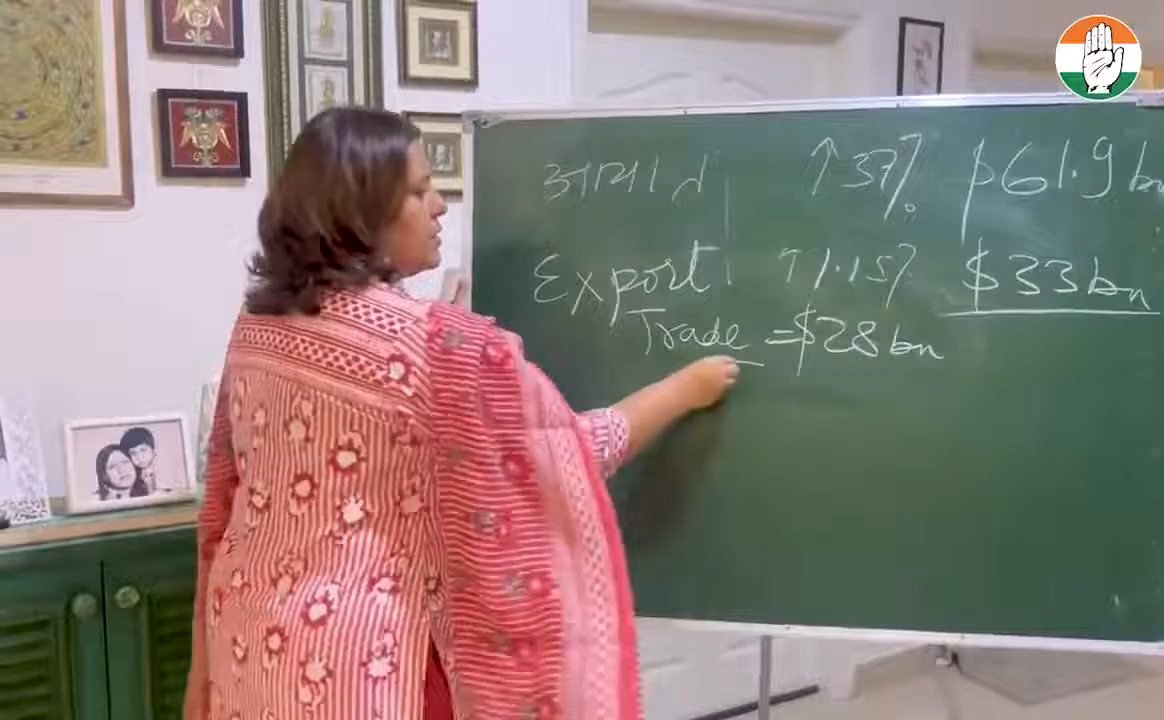 आयात ↑ 37% $61.9 bn
Export ↑ 1.15% $33 bn
Trade = $28 bn